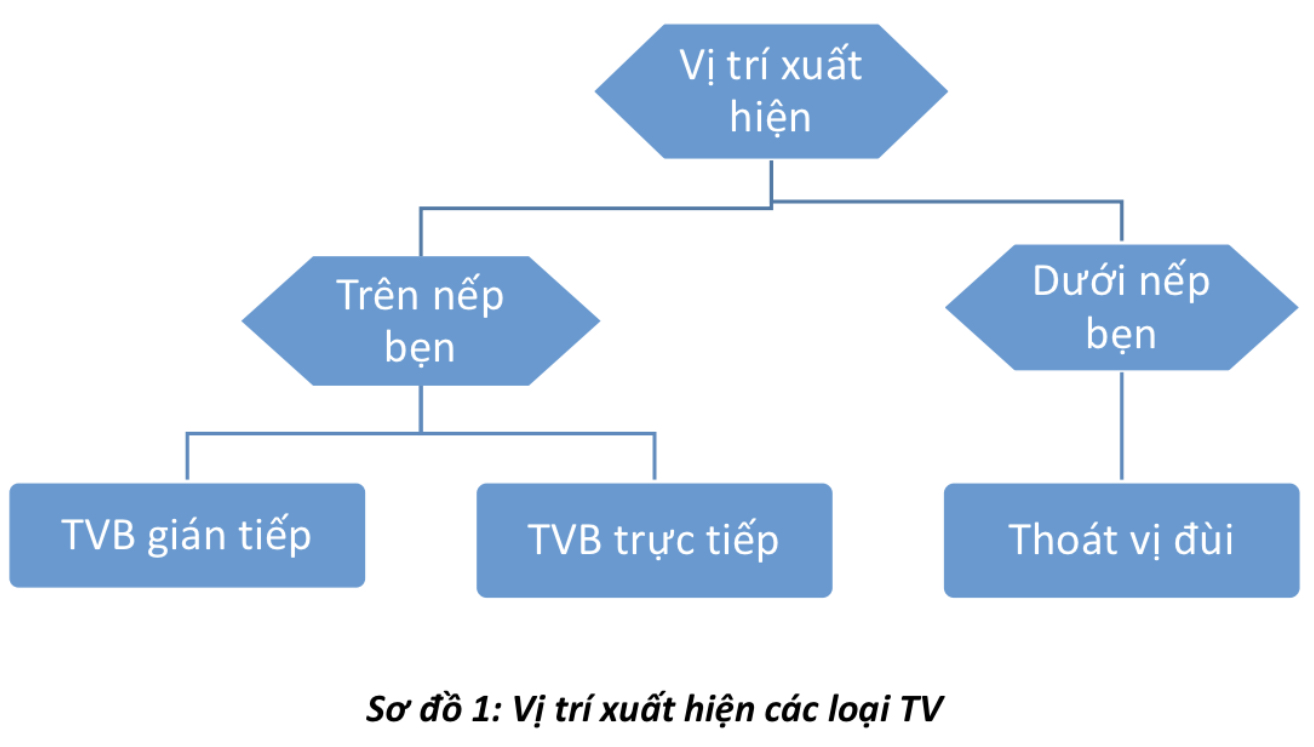 Vị trí xuất
hiện
Trên nếp
bẹn
Dưới nếp
bẹn
TVB gián tiếp
TVB trực tiếp
Thoát vị đùi
Sơ đồ 1: Vị trí xuất hiện các loại TV